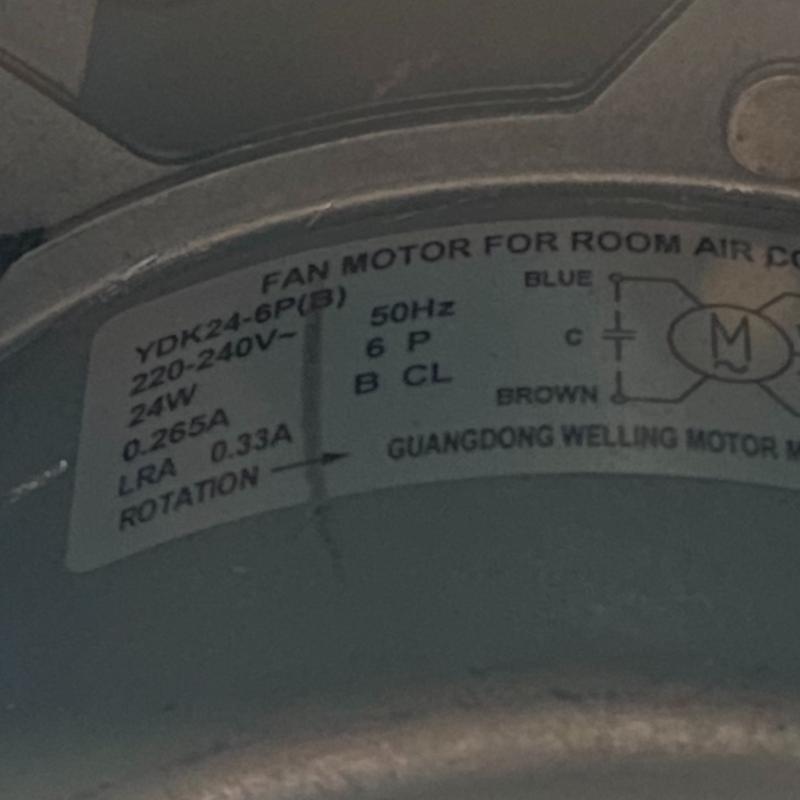 FAN MOTOR FOR ROOM AIR
YDK24-6P(B)
220-240V~
24W
0.265A
LRA 0.33A
ROTATION
50Hz
6 P
B CL
BLUE
C
M
BROWN
GUANGDONG WELLING MOTOR